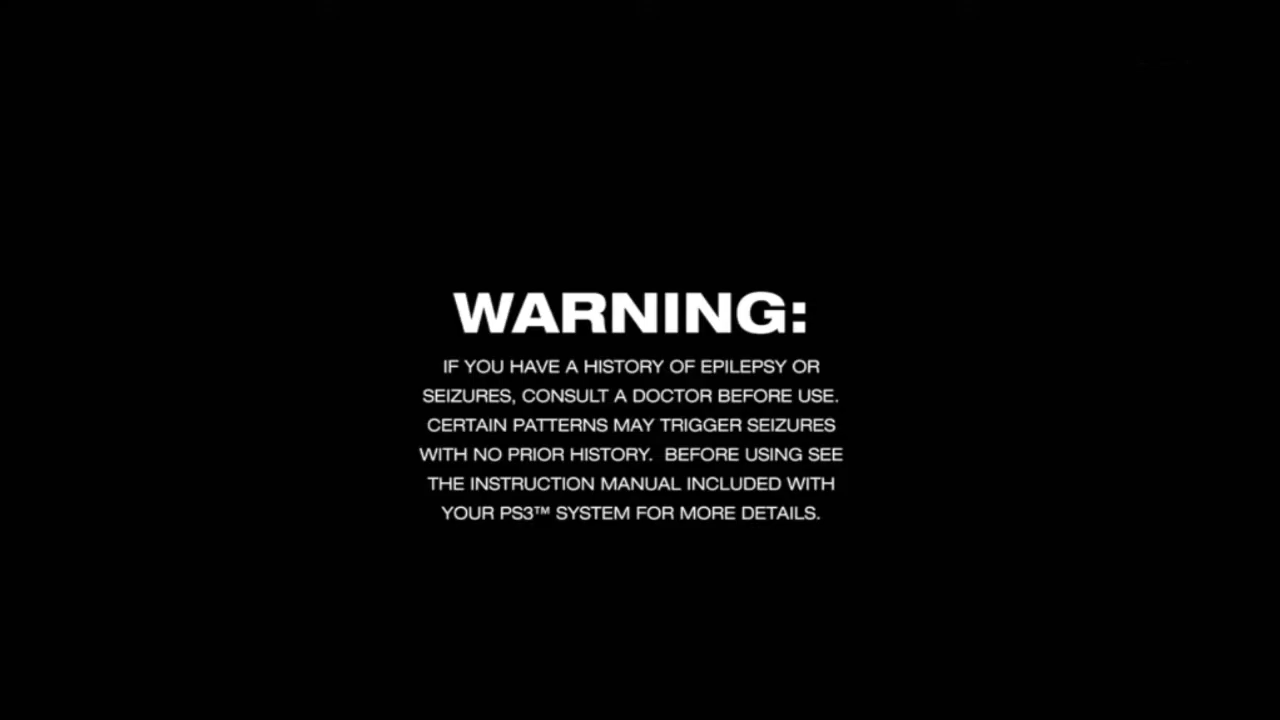 WARNING:
IF YOU HAVE A HISTORY OF EPILEPSY OR
SEIZURES, CONSULT A DOCTOR BEFORE USE.
CERTAIN PATTERNS MAY TRIGGER SEIZURES
WITH NO PRIOR HISTORY.  BEFORE USING SEE
THE INSTRUCTION MANUAL INCLUDED WITH
YOUR PS3™ SYSTEM FOR MORE DETAILS.